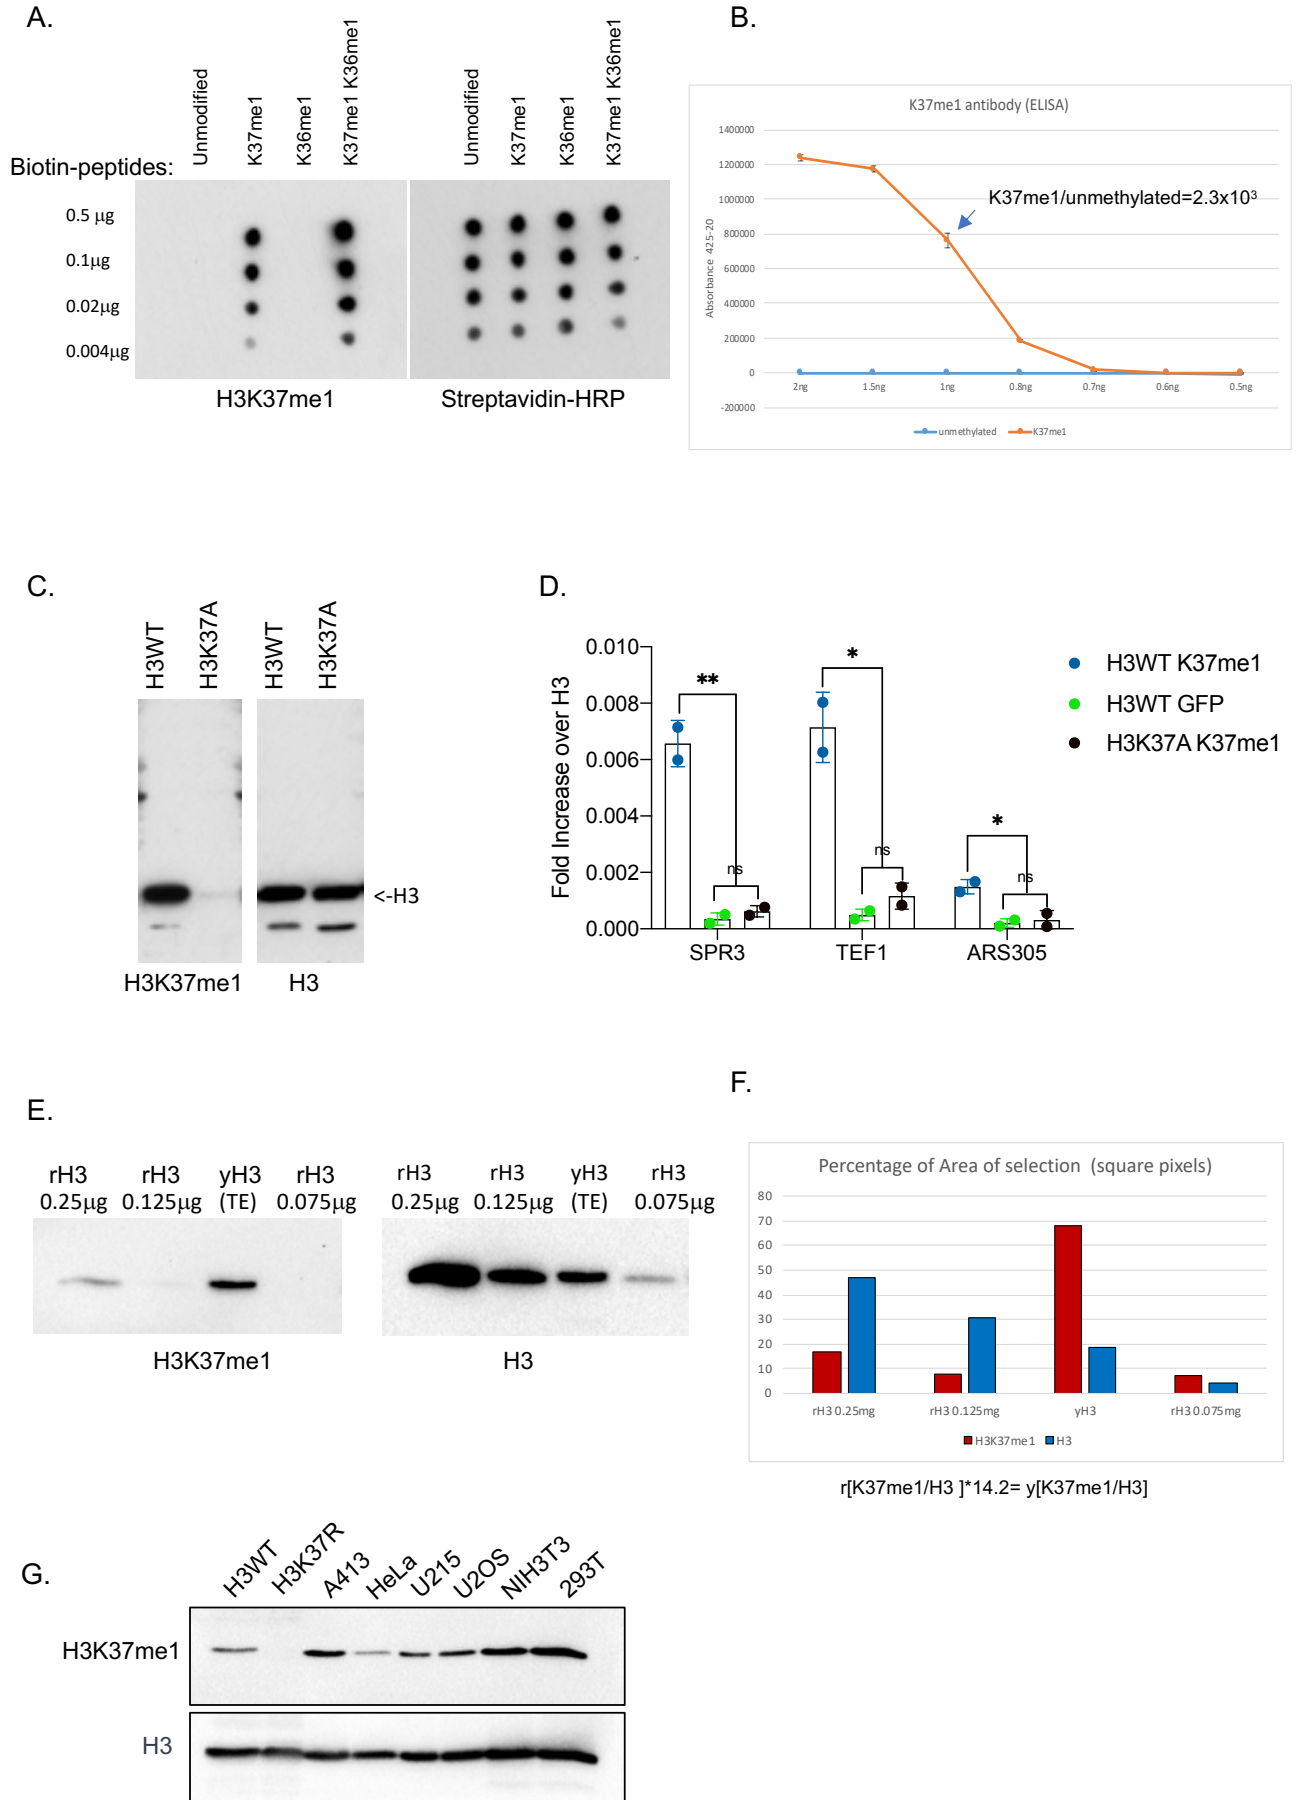 A.
Biotin-peptides:
Unmodified
K37me1
K36me1
K37me1 K36me1
Unmodified
K37me1
K36me1
K37me1 K36me1
0.5 µg
0.1µg
0.02µg
0.004µg
H3K37me1
Streptavidin-HRP
B.
K37me1 antibody (ELISA)
Absorbance 425-20
1400000
1200000
1000000
800000
600000
400000
200000
0
-200000
K37me1/unmethylated=2.3x10³
2ng 1.5ng 1ng 0.8ng 0.7ng 0.6ng 0.5ng
unmethylated K37me1
C.
H3WT
H3K37A
H3WT
H3K37A
<-H3
H3K37me1 H3
D.
Fold Increase over H3
0.010
0.008
0.006
0.004
0.002
0.000
** * *
ns ns ns
SPR3 TEF1 ARS305
H3WT K37me1
H3WT GFP
H3K37A K37me1
E.
rH3 rH3 yH3 rH3
0.25µg 0.125µg (TE) 0.075µg
rH3 rH3 yH3 rH3
0.25µg 0.125µg (TE) 0.075µg
H3K37me1 H3
F.
Percentage of Area of selection (square pixels)
80
70
60
50
40
30
20
10
0
rH3 0.25mg rH3 0.125mg yH3 rH3 0.075mg
H3K37me1 H3
r[K37me1/H3 ]*14.2= y[K37me1/H3]
G.
H3WT
H3K37R
A413
HeLa
U215
U2OS
NIH3T3
293T
H3K37me1
H3